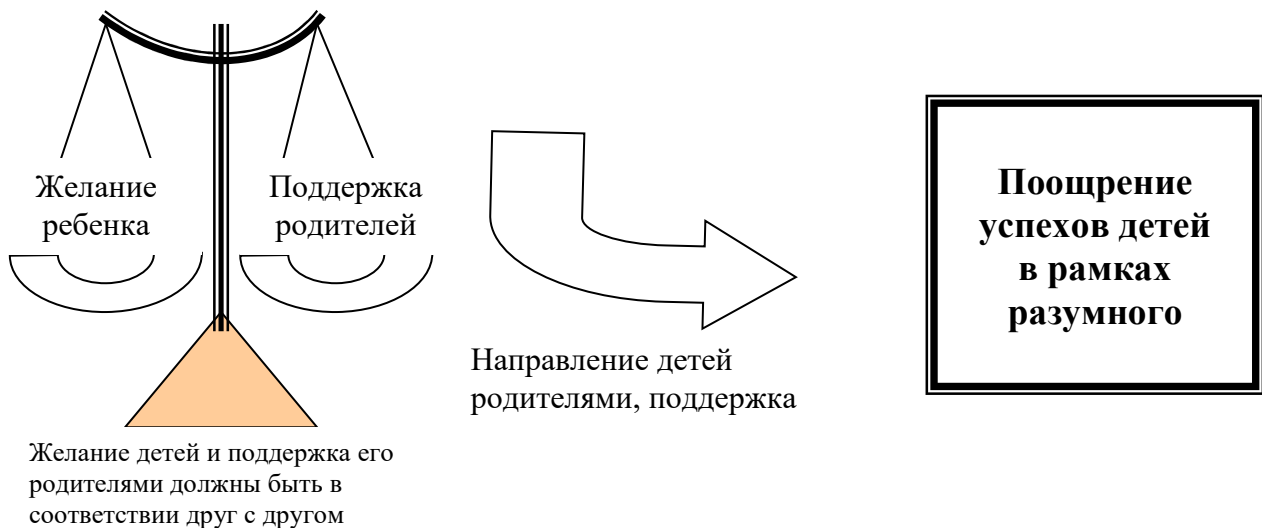 Желание
ребенка
Поддержка
родителей
Желание детей и поддержка его
родителями должны быть в
соответствии друг с другом
Направление детей
родителями, поддержка
Поощрение
успехов детей
в рамках
разумного